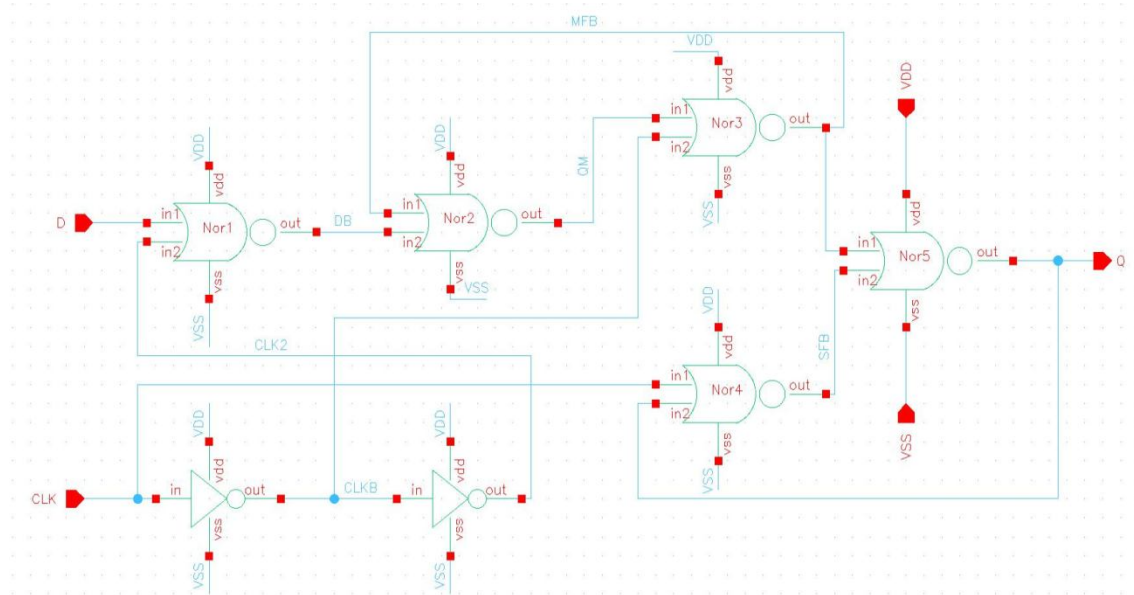 MFB
VDD
vdd
in1
Nor3
out
in2
vss
VSS
QM
VDD
vdd
D
in1
Nor1
out
in2
vss
VSS
DB
VDD
vdd
in1
Nor2
out
in2
vss
VSS
VDD
vdd
in1
Nor5
out
in2
vss
VSS
Q
SFB
VDD
vdd
in1
Nor4
out
in2
vss
VSS
CLK2
CLK
VDD
vdd
in
out
vss
VSS
CLKB
VDD
vdd
in
out
vss
VSS